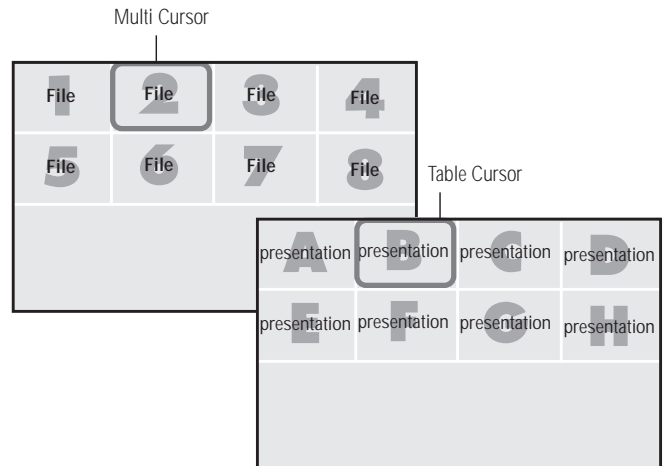 Multi Cursor
1 File 2 File 3 File 4 File
5 File 6 File 7 File 8 File
Table Cursor
A presentation B presentation C presentation D presentation
E presentation F presentation G presentation H presentation